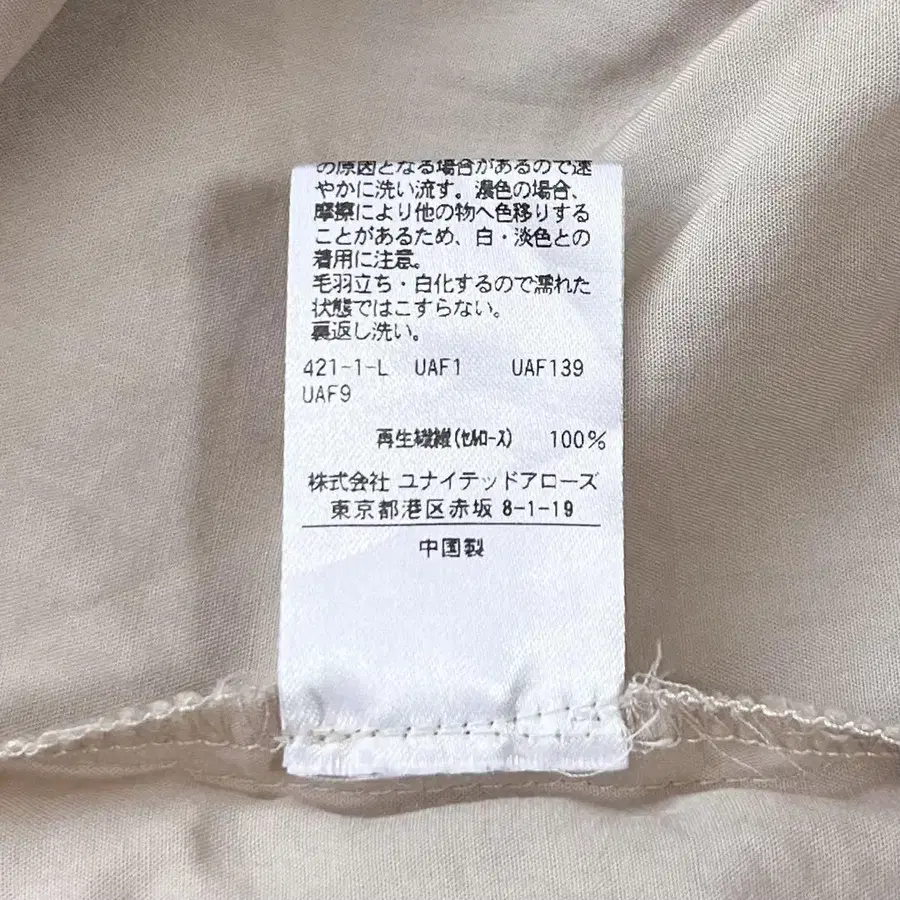 の原因となる場合があるので速
やかに洗い流す。濃色の場合、
摩擦により他の物へ色移りする
ことがあるため、白・淡色との
着用に注意。
毛羽立ち・白化するので濡れた
状態ではこすらない。
裏返し洗い。
421-1-L UAF1 UAF139
UAF9
再生繊維(セルロース) 100%
株式会社 ユナイテッドアローズ
東京都港区赤坂 8-1-19
中国製